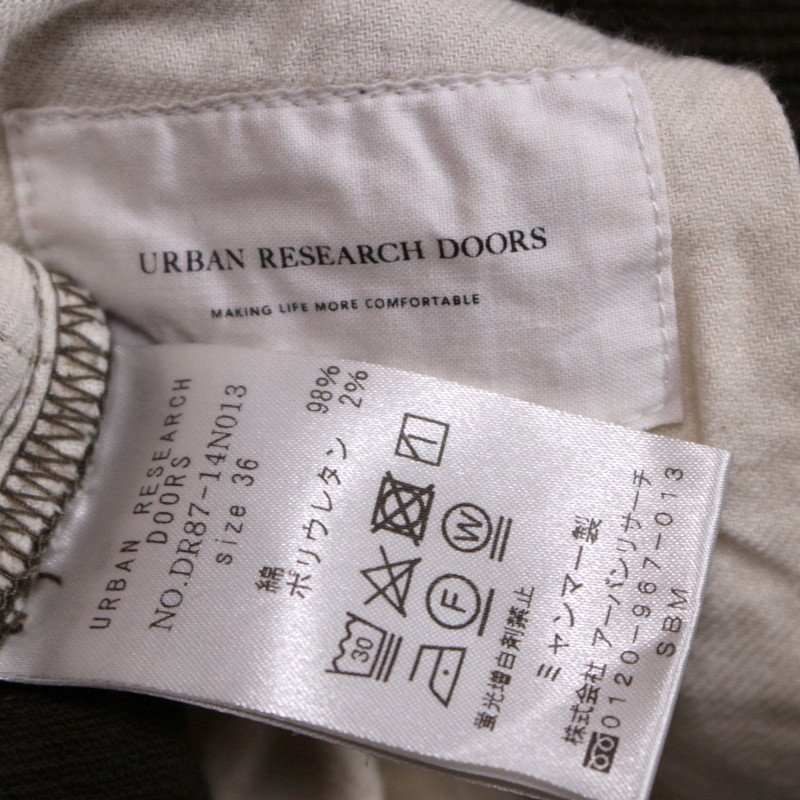 URBAN RESEARCH DOORS
MAKING LIFE MORE COMFORTABLE
URBAN RESEARCH
DOORS
NO.DR87-14N013
size 36
綿 98%
ポリウレタン 2%
30
F
W
蛍光増白剤禁止
ミャンマー製
株式会社 アーバンリサーチ
0120-967-013
SBM